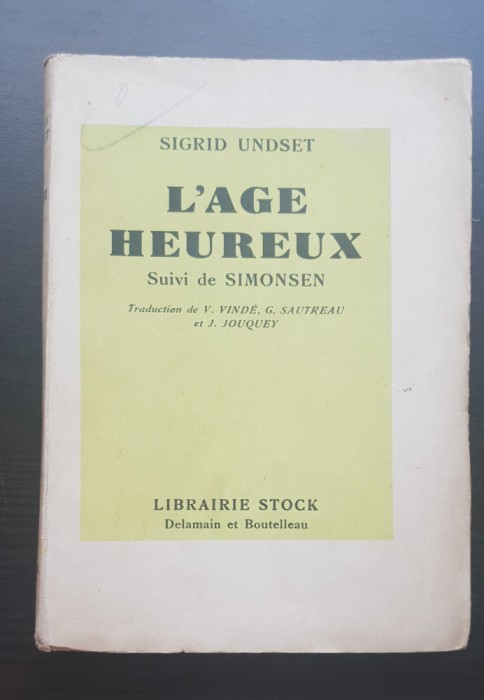 SIGRID UNDSET
L'AGE
HEUREUX
Suivi de SIMONSEN
Traduction de V. VINDÉ, G. SAUTREAU
et J. JOUQUEY
LIBRAIRIE STOCK
Delamain et Boutelleau